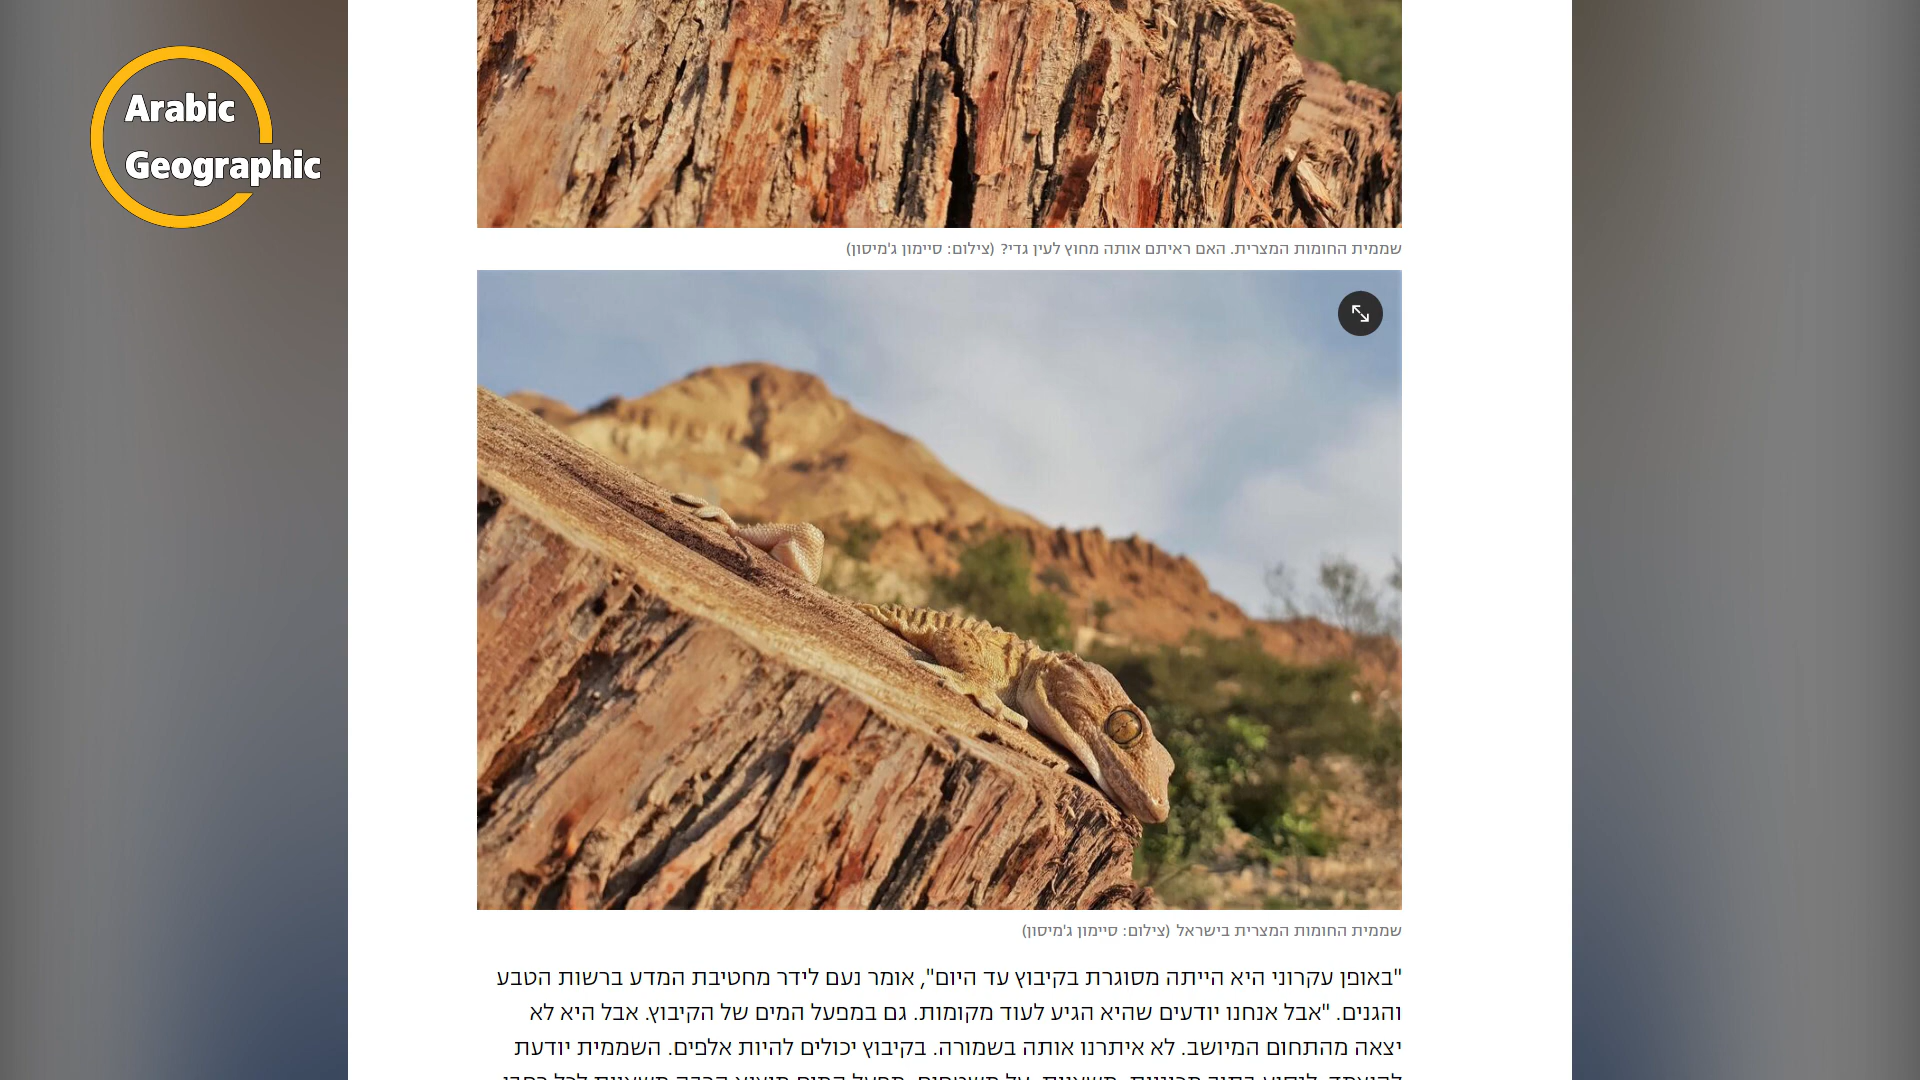 Arabic
Geographic
שממית החומות המצרית. האם ראיתם אותה מחוץ לעין גדי? (צילום: סיימון ג'מיסון)
שממית החומות המצרית בישראל (צילום: סיימון ג'מיסון)
"באופן עקרוני היא הייתה מסוגרת בקיבוץ עד היום", אומר נעם לידר מחטיבת המדע ברשות הטבע
והגנים. "אבל אנחנו יודעים שהיא הגיע לעוד מקומות. גם במפעל המים של הקיבוץ. אבל היא לא
יצאה מהתחום המיושב. לא איתרנו אותה בשמורה. בקיבוץ יכולים להיות אלפים. השממית יודעת